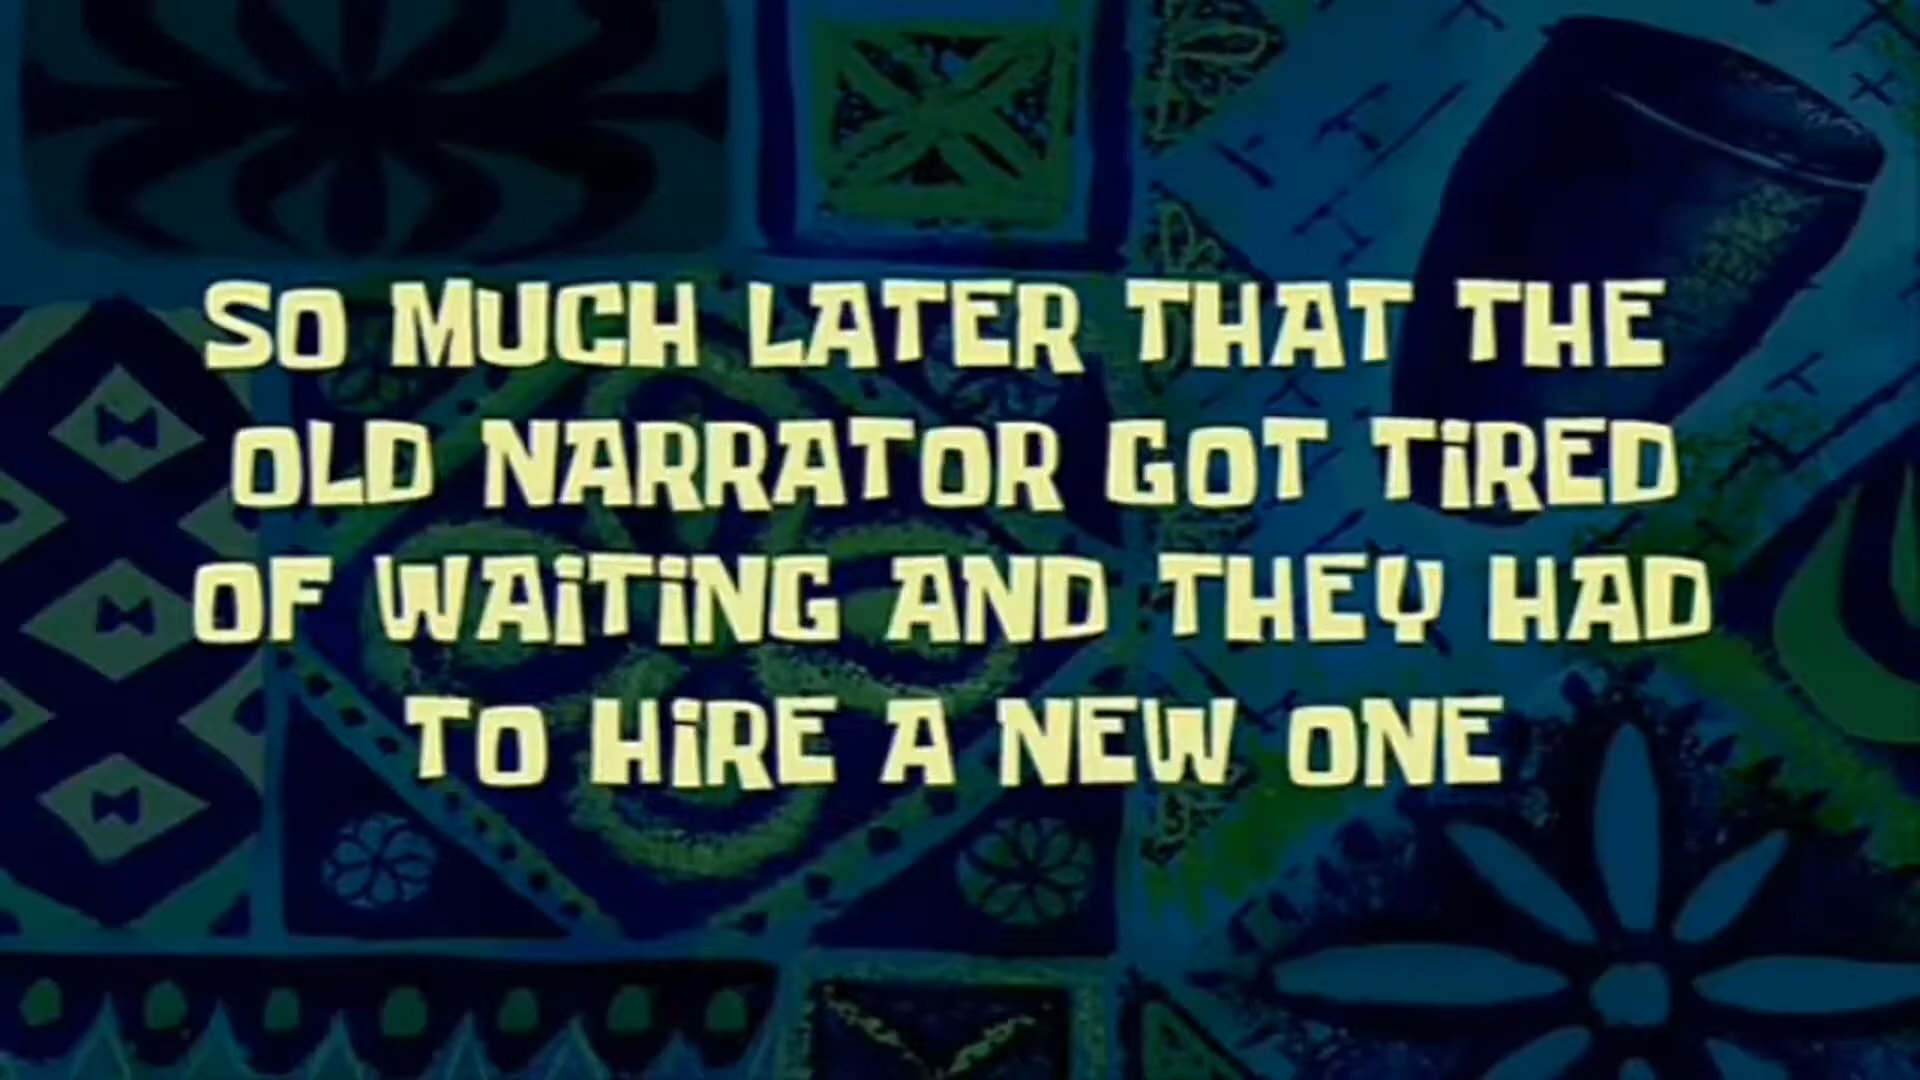 SO MUCH LATER THAT THE
OLD NARRATOR GOT TiRED
OF WAiTiNG AND THEY HAD
TO HiRE A NEW ONE